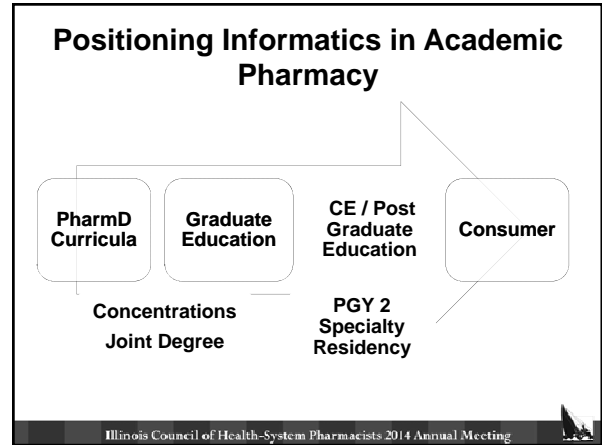 Positioning Informatics in Academic
Pharmacy
PharmD
Curricula
Graduate
Education
CE / Post
Graduate
Education
Consumer
Concentrations
Joint Degree
PGY 2
Specialty
Residency
Illinois Council of Health-System Pharmacists 2014 Annual Meeting